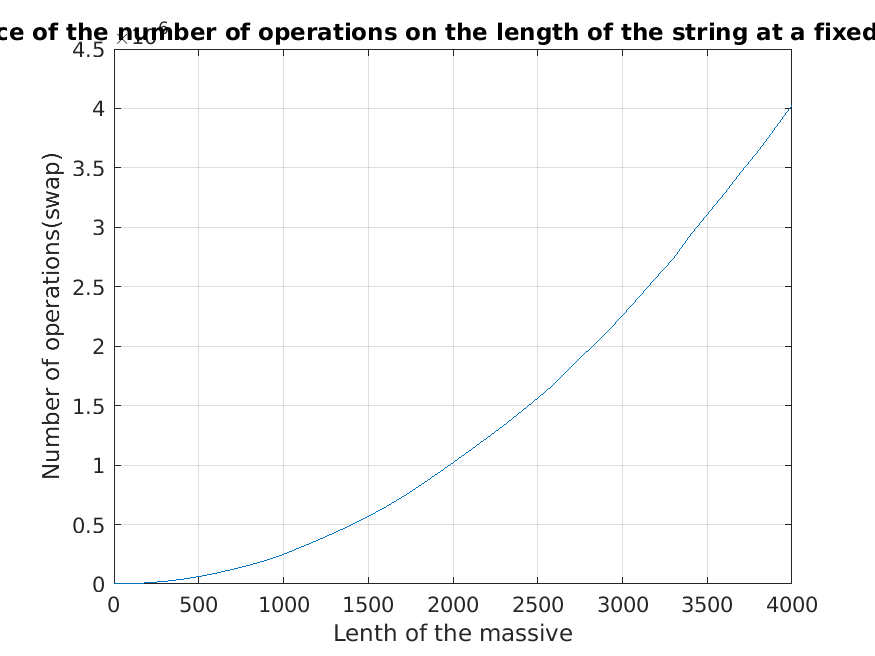 ce of the number of operations on the length of the string at a fixed
×10⁶
4.5
4
3.5
3
2.5
2
1.5
1
0.5
0
Number of operations(swap)
0 500 1000 1500 2000 2500 3000 3500 4000
Lenth of the massive